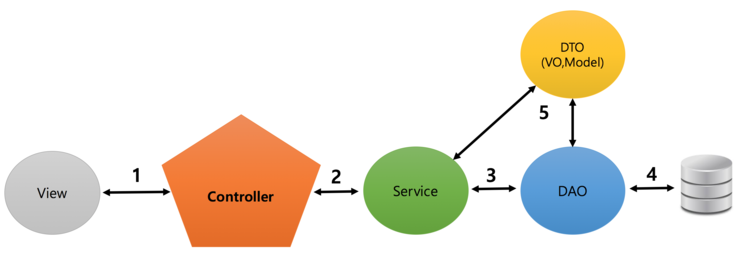 DTO
(VO,Model)
5
1
2
3
4
View
Controller
Service
DAO